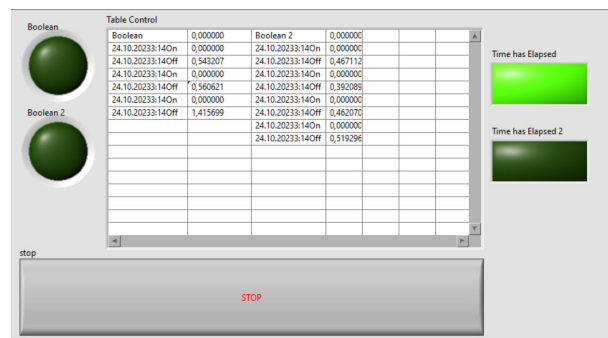 Table Control
Boolean
Boolean 0,000000 Boolean 2 0,000000
24.10.20233:14On 0,000000 24.10.20233:14On 0,000000
24.10.20233:14Off 0,543207 24.10.20233:14Off 0,467112
24.10.20233:14On 0,000000 24.10.20233:14On 0,000000
24.10.20233:14Off 0,560621 24.10.20233:14Off 0,392089
24.10.20233:14On 0,000000 24.10.20233:14On 0,000000
24.10.20233:14Off 1,415699 24.10.20233:14Off 0,462070
24.10.20233:14On 0,000000
24.10.20233:14Off 0,519296
Time has Elapsed
Boolean 2
Time has Elapsed 2
stop
STOP